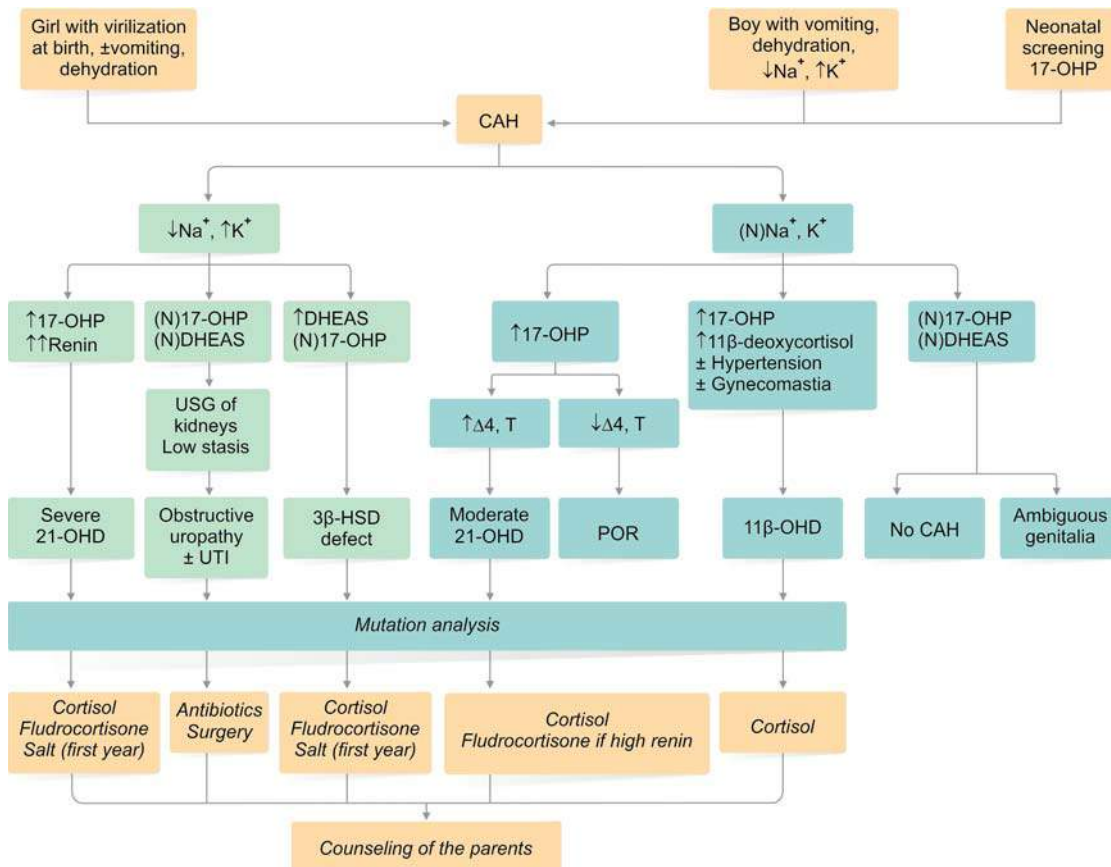 Girl with virilization
at birth, ±vomiting,
dehydration
Boy with vomiting,
dehydration,
↓Na⁺, ↑K⁺
Neonatal
screening
17-OHP
CAH
↓Na⁺, ↑K⁺
(N)Na⁺, K⁺
↑17-OHP
↑↑Renin
(N)17-OHP
(N)DHEAS
↑DHEAS
(N)17-OHP
↑17-OHP
↑17-OHP
↑11β-deoxycortisol
± Hypertension
± Gynecomastia
(N)17-OHP
(N)DHEAS
USG of
kidneys
Low stasis
↑Δ4, T
↓Δ4, T
Severe
21-OHD
Obstructive
uropathy
± UTI
3β-HSD
defect
Moderate
21-OHD
POR
11β-OHD
No CAH
Ambiguous
genitalia
Mutation analysis
Cortisol
Fludrocortisone
Salt (first year)
Antibiotics
Surgery
Cortisol
Fludrocortisone
Salt (first year)
Cortisol
Fludrocortisone if high renin
Cortisol
Counseling of the parents